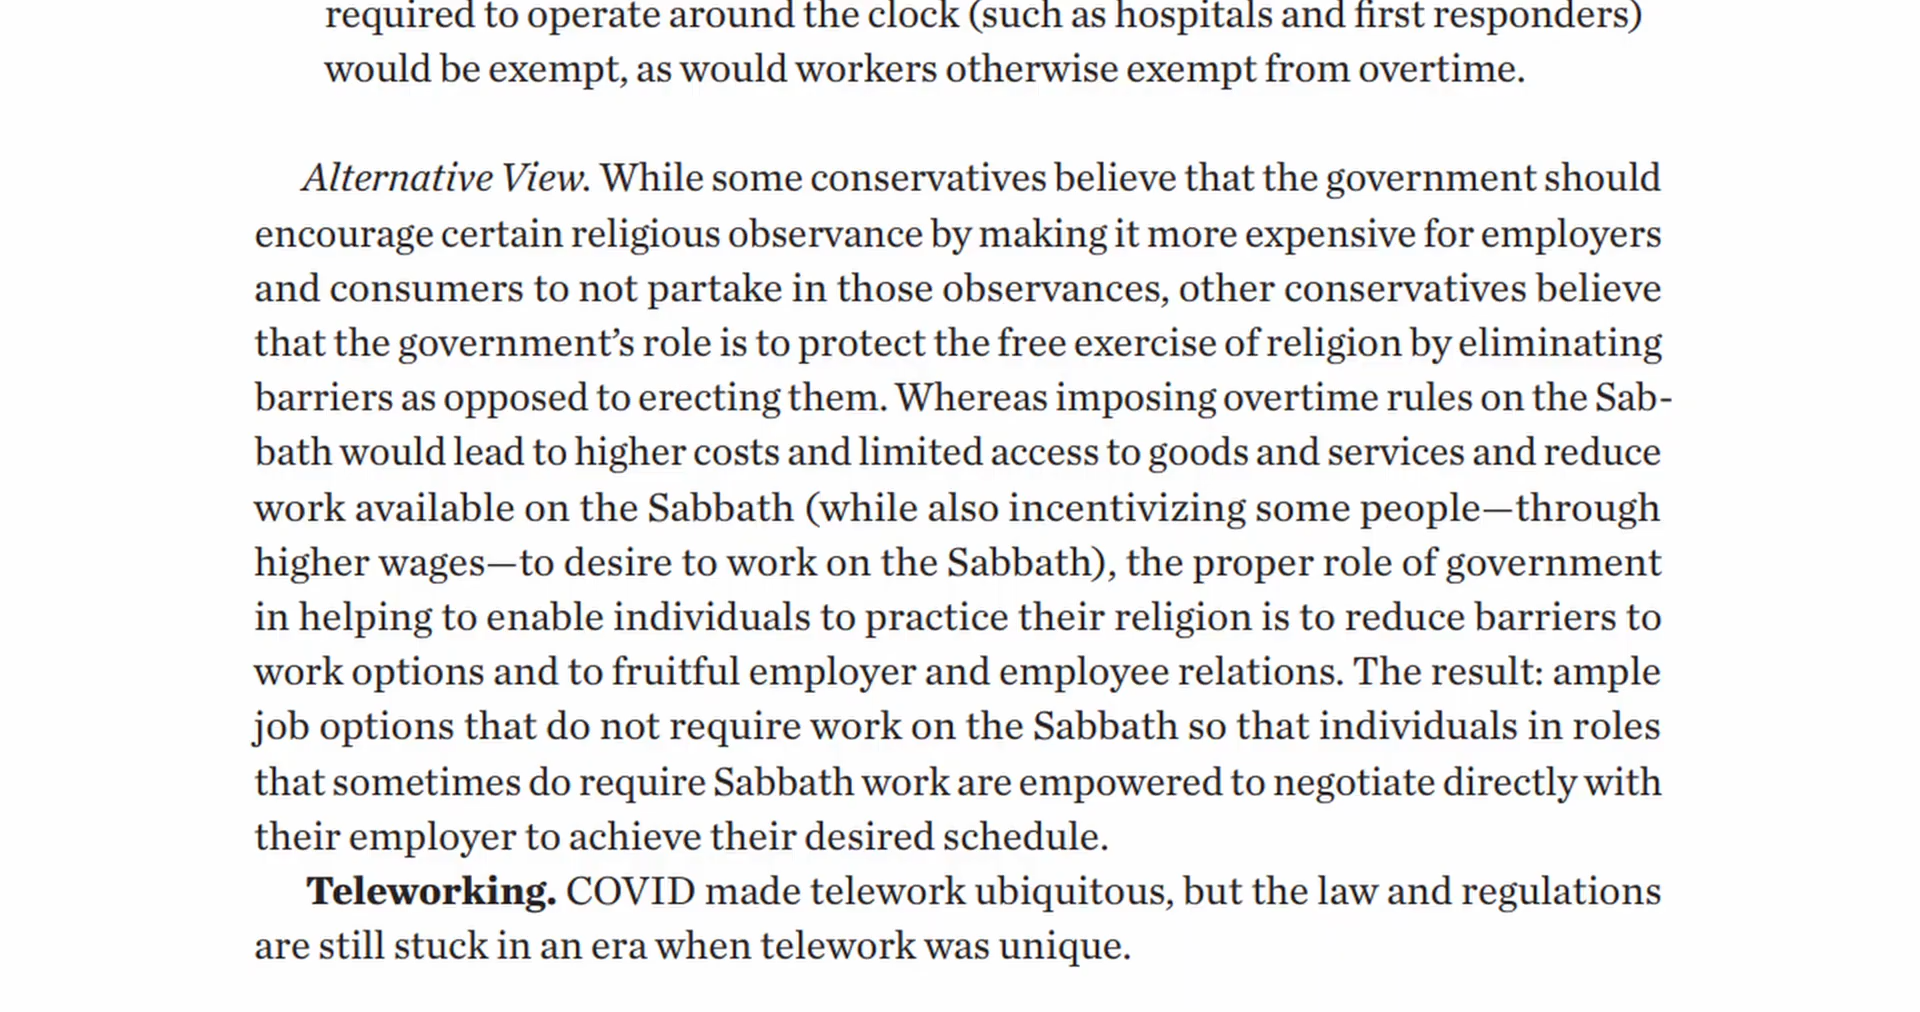 required to operate around the clock (such as hospitals and first responders)
would be exempt, as would workers otherwise exempt from overtime.
Alternative View. While some conservatives believe that the government should
encourage certain religious observance by making it more expensive for employers
and consumers to not partake in those observances, other conservatives believe
that the government’s role is to protect the free exercise of religion by eliminating
barriers as opposed to erecting them. Whereas imposing overtime rules on the Sab-
bath would lead to higher costs and limited access to goods and services and reduce
work available on the Sabbath (while also incentivizing some people—through
higher wages—to desire to work on the Sabbath), the proper role of government
in helping to enable individuals to practice their religion is to reduce barriers to
work options and to fruitful employer and employee relations. The result: ample
job options that do not require work on the Sabbath so that individuals in roles
that sometimes do require Sabbath work are empowered to negotiate directly with
their employer to achieve their desired schedule.
Teleworking. COVID made telework ubiquitous, but the law and regulations
are still stuck in an era when telework was unique.